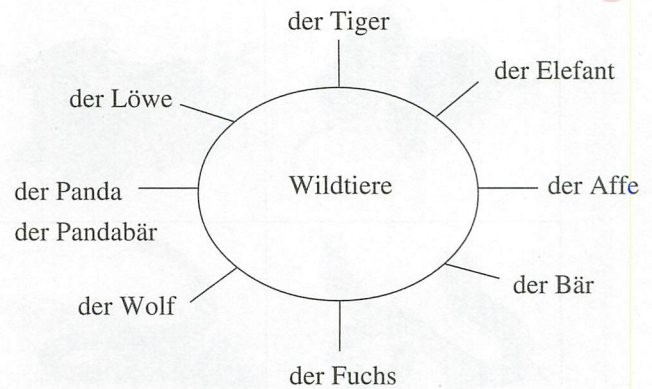 der Tiger
der Elefant
der Löwe
Wildtiere
der Panda
der Affe
der Pandabär
der Bär
der Wolf
der Fuchs